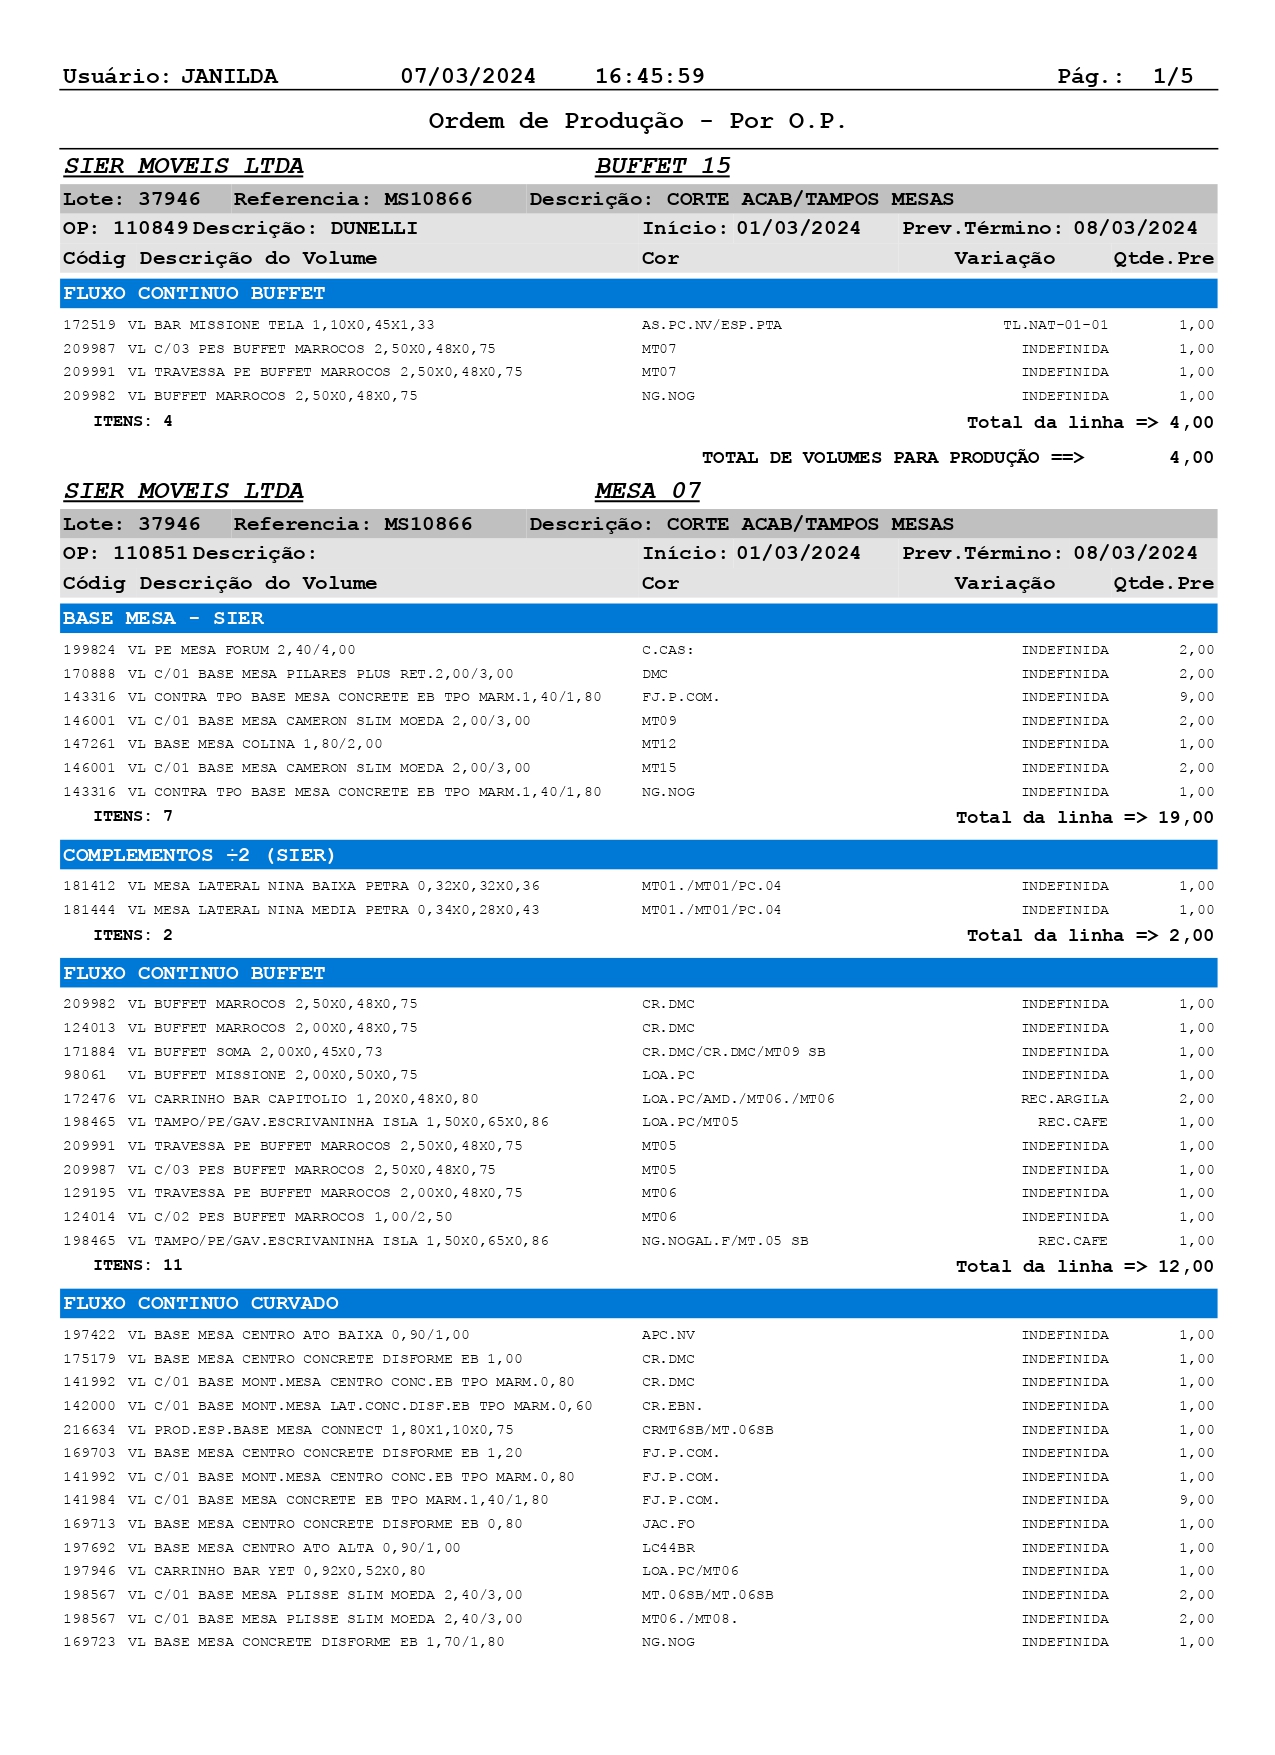 Usuário: JANILDA 07/03/2024 16:45:59 Pág.: 1/5
Ordem de Produção - Por O.P.
SIER MOVEIS LTDA BUFFET 15
Lote: 37946 Referencia: MS10866 Descrição: CORTE ACAB/TAMPOS MESAS
OP: 110849 Descrição: DUNELLI Início: 01/03/2024 Prev.Término: 08/03/2024
Códig Descrição do Volume Cor Variação Qtde.Pre
FLUXO CONTINUO BUFFET
172519 VL BAR MISSIONE TELA 1,10X0,45X1,33 AS.PC.NV/ESP.PTA TL.NAT-01-01 1,00
209987 VL C/03 PES BUFFET MARROCOS 2,50X0,48X0,75 MT07 INDEFINIDA 1,00
209991 VL TRAVESSA PE BUFFET MARROCOS 2,50X0,48X0,75 MT07 INDEFINIDA 1,00
209982 VL BUFFET MARROCOS 2,50X0,48X0,75 NG.NOG INDEFINIDA 1,00
ITENS: 4 Total da linha => 4,00
TOTAL DE VOLUMES PARA PRODUÇÃO ==> 4,00
SIER MOVEIS LTDA MESA 07
Lote: 37946 Referencia: MS10866 Descrição: CORTE ACAB/TAMPOS MESAS
OP: 110851 Descrição: Início: 01/03/2024 Prev.Término: 08/03/2024
Códig Descrição do Volume Cor Variação Qtde.Pre
BASE MESA - SIER
199824 VL PE MESA FORUM 2,40/4,00 C.CAS: INDEFINIDA 2,00
170888 VL C/01 BASE MESA PILARES PLUS RET.2,00/3,00 DMC INDEFINIDA 2,00
143316 VL CONTRA TPO BASE MESA CONCRETE EB TPO MARM.1,40/1,80 FJ.P.COM. INDEFINIDA 9,00
146001 VL C/01 BASE MESA CAMERON SLIM MOEDA 2,00/3,00 MT09 INDEFINIDA 2,00
147261 VL BASE MESA COLINA 1,80/2,00 MT12 INDEFINIDA 1,00
146001 VL C/01 BASE MESA CAMERON SLIM MOEDA 2,00/3,00 MT15 INDEFINIDA 2,00
143316 VL CONTRA TPO BASE MESA CONCRETE EB TPO MARM.1,40/1,80 NG.NOG INDEFINIDA 1,00
ITENS: 7 Total da linha => 19,00
COMPLEMENTOS ÷2 (SIER)
181412 VL MESA LATERAL NINA BAIXA PETRA 0,32X0,32X0,36 MT01./MT01/PC.04 INDEFINIDA 1,00
181444 VL MESA LATERAL NINA MEDIA PETRA 0,34X0,28X0,43 MT01./MT01/PC.04 INDEFINIDA 1,00
ITENS: 2 Total da linha => 2,00
FLUXO CONTINUO BUFFET
209982 VL BUFFET MARROCOS 2,50X0,48X0,75 CR.DMC INDEFINIDA 1,00
124013 VL BUFFET MARROCOS 2,00X0,48X0,75 CR.DMC INDEFINIDA 1,00
171884 VL BUFFET SOMA 2,00X0,45X0,73 CR.DMC/CR.DMC/MT09 SB INDEFINIDA 1,00
98061 VL BUFFET MISSIONE 2,00X0,50X0,75 LOA.PC INDEFINIDA 1,00
172476 VL CARRINHO BAR CAPITOLIO 1,20X0,48X0,80 LOA.PC/AMD./MT06./MT06 REC.ARGILA 2,00
198465 VL TAMPO/PE/GAV.ESCRIVANINHA ISLA 1,50X0,65X0,86 LOA.PC/MT05 REC.CAFE 1,00
209991 VL TRAVESSA PE BUFFET MARROCOS 2,50X0,48X0,75 MT05 INDEFINIDA 1,00
209987 VL C/03 PES BUFFET MARROCOS 2,50X0,48X0,75 MT05 INDEFINIDA 1,00
129195 VL TRAVESSA PE BUFFET MARROCOS 2,00X0,48X0,75 MT06 INDEFINIDA 1,00
124014 VL C/02 PES BUFFET MARROCOS 1,00/2,50 MT06 INDEFINIDA 1,00
198465 VL TAMPO/PE/GAV.ESCRIVANINHA ISLA 1,50X0,65X0,86 NG.NOGAL.F/MT.05 SB REC.CAFE 1,00
ITENS: 11 Total da linha => 12,00
FLUXO CONTINUO CURVADO
197422 VL BASE MESA CENTRO ATO BAIXA 0,90/1,00 APC.NV INDEFINIDA 1,00
175179 VL BASE MESA CENTRO CONCRETE DISFORME EB 1,00 CR.DMC INDEFINIDA 1,00
141992 VL C/01 BASE MONT.MESA CENTRO CONC.EB TPO MARM.0,80 CR.DMC INDEFINIDA 1,00
142000 VL C/01 BASE MONT.MESA LAT.CONC.DISF.EB TPO MARM.0,60 CR.EBN. INDEFINIDA 1,00
216634 VL PROD.ESP.BASE MESA CONNECT 1,80X1,10X0,75 CRMT6SB/MT.06SB INDEFINIDA 1,00
169703 VL BASE MESA CENTRO CONCRETE DISFORME EB 1,20 FJ.P.COM. INDEFINIDA 1,00
141992 VL C/01 BASE MONT.MESA CENTRO CONC.EB TPO MARM.0,80 FJ.P.COM. INDEFINIDA 1,00
141984 VL C/01 BASE MESA CONCRETE EB TPO MARM.1,40/1,80 FJ.P.COM. INDEFINIDA 9,00
169713 VL BASE MESA CENTRO CONCRETE DISFORME EB 0,80 JAC.FO INDEFINIDA 1,00
197692 VL BASE MESA CENTRO ATO ALTA 0,90/1,00 LC44BR INDEFINIDA 1,00
197946 VL CARRINHO BAR YET 0,92X0,52X0,80 LOA.PC/MT06 INDEFINIDA 1,00
198567 VL C/01 BASE MESA PLISSE SLIM MOEDA 2,40/3,00 MT.06SB/MT.06SB INDEFINIDA 2,00
198567 VL C/01 BASE MESA PLISSE SLIM MOEDA 2,40/3,00 MT06./MT08. INDEFINIDA 2,00
169723 VL BASE MESA CONCRETE DISFORME EB 1,70/1,80 NG.NOG INDEFINIDA 1,00